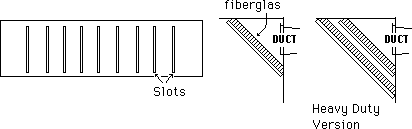 fiberglas
DUCT
DUCT
Slots
Heavy Duty
Version